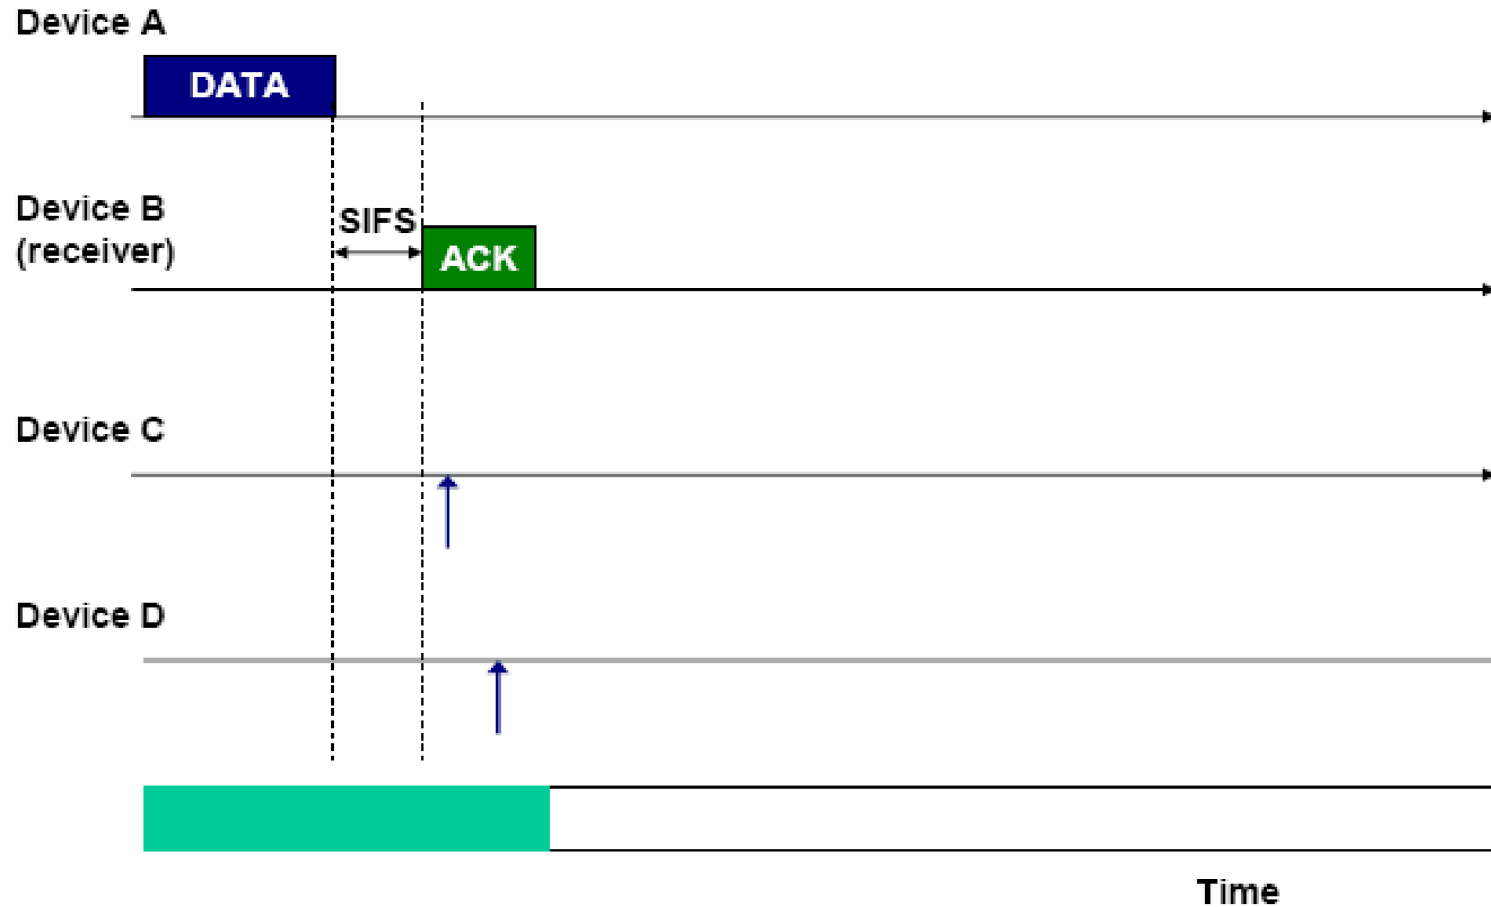 Device A
DATA
Device B
(receiver)
SIFS
ACK
Device C
Device D
Time